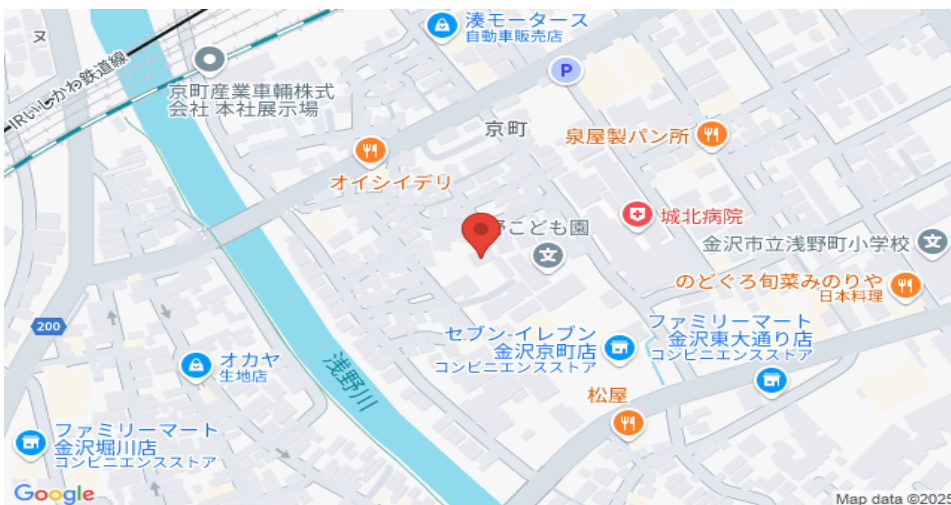 湊モータース
自動車販売店
ヌ
IRいしかわ鉄道線
京町産業車輌株式
会社 本社展示場
P
京町
泉屋製パン所
オイシイデリ
城北病院
野こども園
文
金沢市立浅野町小学校
文
のどぐろ旬菜みのりや
日本料理
200
セブン-イレブン
金沢京町店
コンビニエンスストア
ファミリーマート
金沢東大通り店
コンビニエンスストア
オカヤ
生地店
浅野川
松屋
ファミリーマート
金沢堀川店
コンビニエンスストア
Google
Map data ©2025